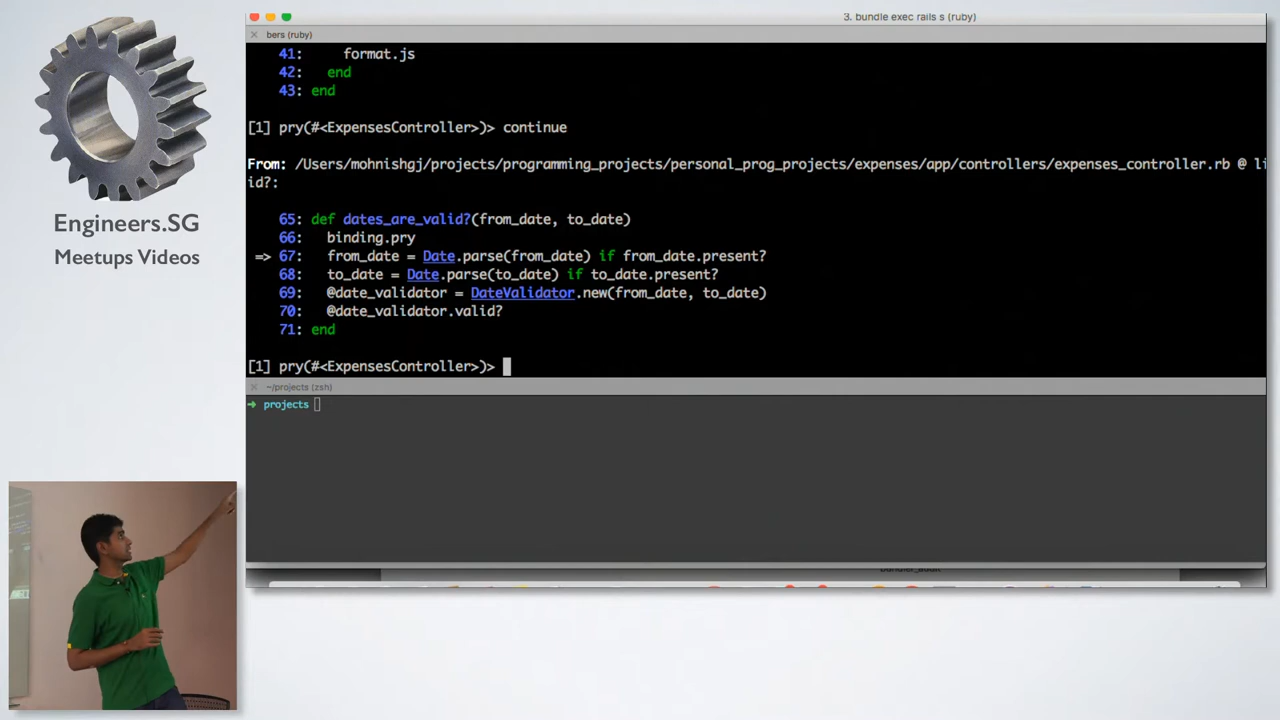 3. bundle exec rails s (ruby)
bers (ruby)
41: format.js
42: end
43: end
[1] pry(#<ExpensesController>)> continue
From: /Users/mohnishgj/projects/programming_projects/personal_prog_projects/expenses/app/controllers/expenses_controller.rb @ li
id?:
65: def dates_are_valid?(from_date, to_date)
66: binding.pry
=> 67: from_date = Date.parse(from_date) if from_date.present?
68: to_date = Date.parse(to_date) if to_date.present?
69: @date_validator = DateValidator.new(from_date, to_date)
70: @date_validator.valid?
71: end
[1] pry(#<ExpensesController>)>
~/projects (zsh)
→ projects
Engineers.SG
Meetups Videos